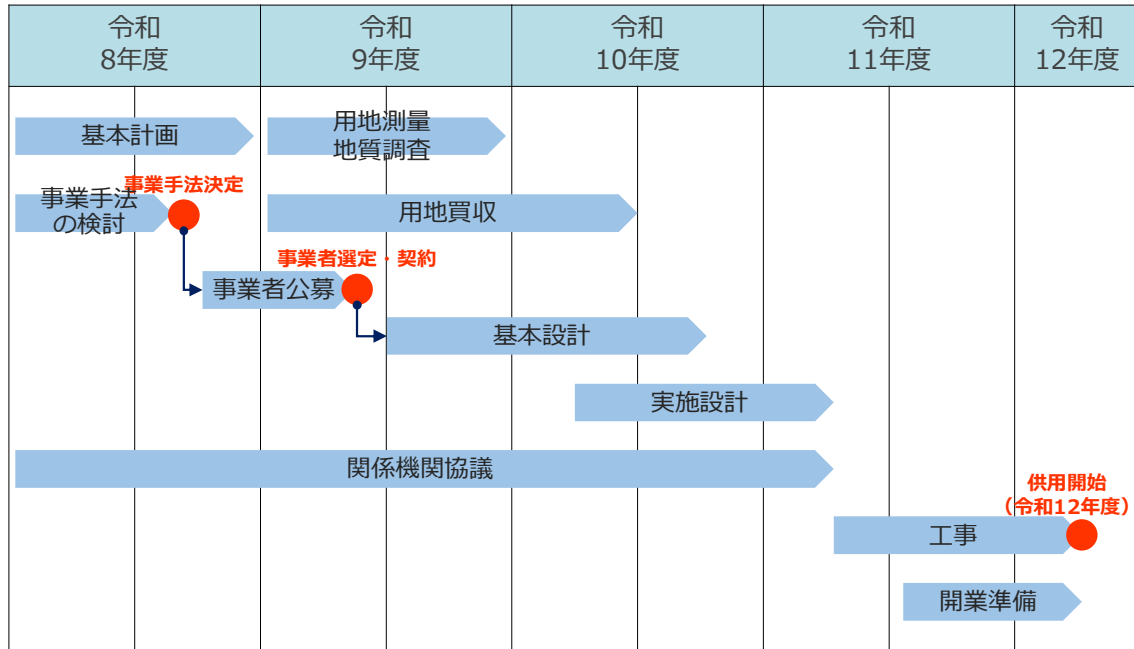 令和
8年度
令和
9年度
令和
10年度
令和
11年度
令和
12年度
基本計画
用地測量
地質調査
事業手法決定
事業手法
の検討
用地買収
事業者選定・契約
事業者公募
基本設計
実施設計
関係機関協議
供用開始
（令和12年度）
工事
開業準備